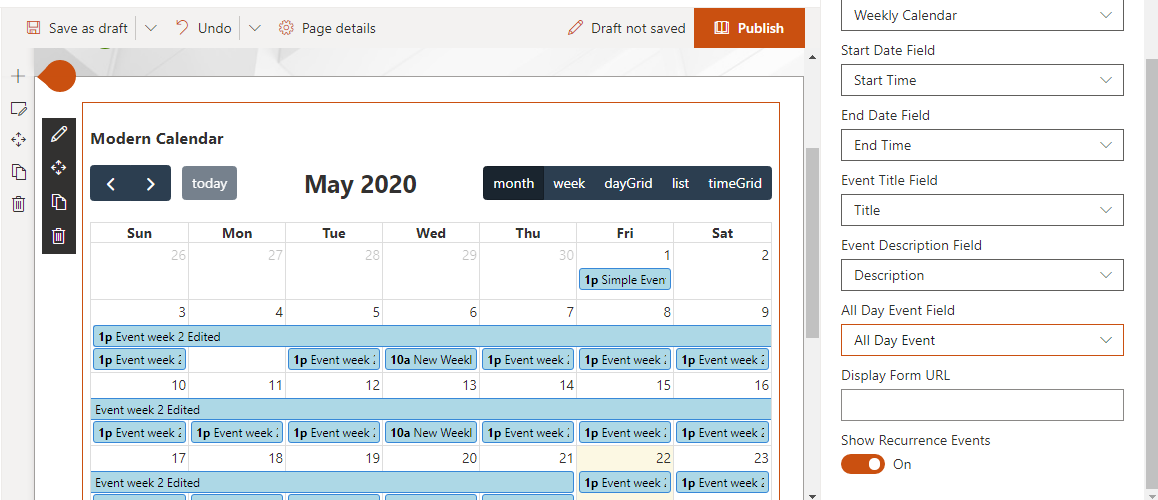 Save as draft Undo Page details Draft not saved Publish
Modern Calendar
today May 2020 month week dayGrid list timeGrid
Sun Mon Tue Wed Thu Fri Sat
26 27 28 29 30 1 2
1p Simple Even
3 4 5 6 7 8 9
1p Event week 2 Edited
1p Event week 2 1p Event week 2 10a New Weekl 1p Event week 2 1p Event week 2 1p Event week 2
10 11 12 13 14 15 16
Event week 2 Edited
1p Event week 2 1p Event week 2 1p Event week 2 10a New Weekl 1p Event week 2 1p Event week 2 1p Event week 2
17 18 19 20 21 22 23
Event week 2 Edited 1p Event week 2 1p Event week 2
Weekly Calendar
Start Date Field
Start Time
End Date Field
End Time
Event Title Field
Title
Event Description Field
Description
All Day Event Field
All Day Event
Display Form URL
Show Recurrence Events
On